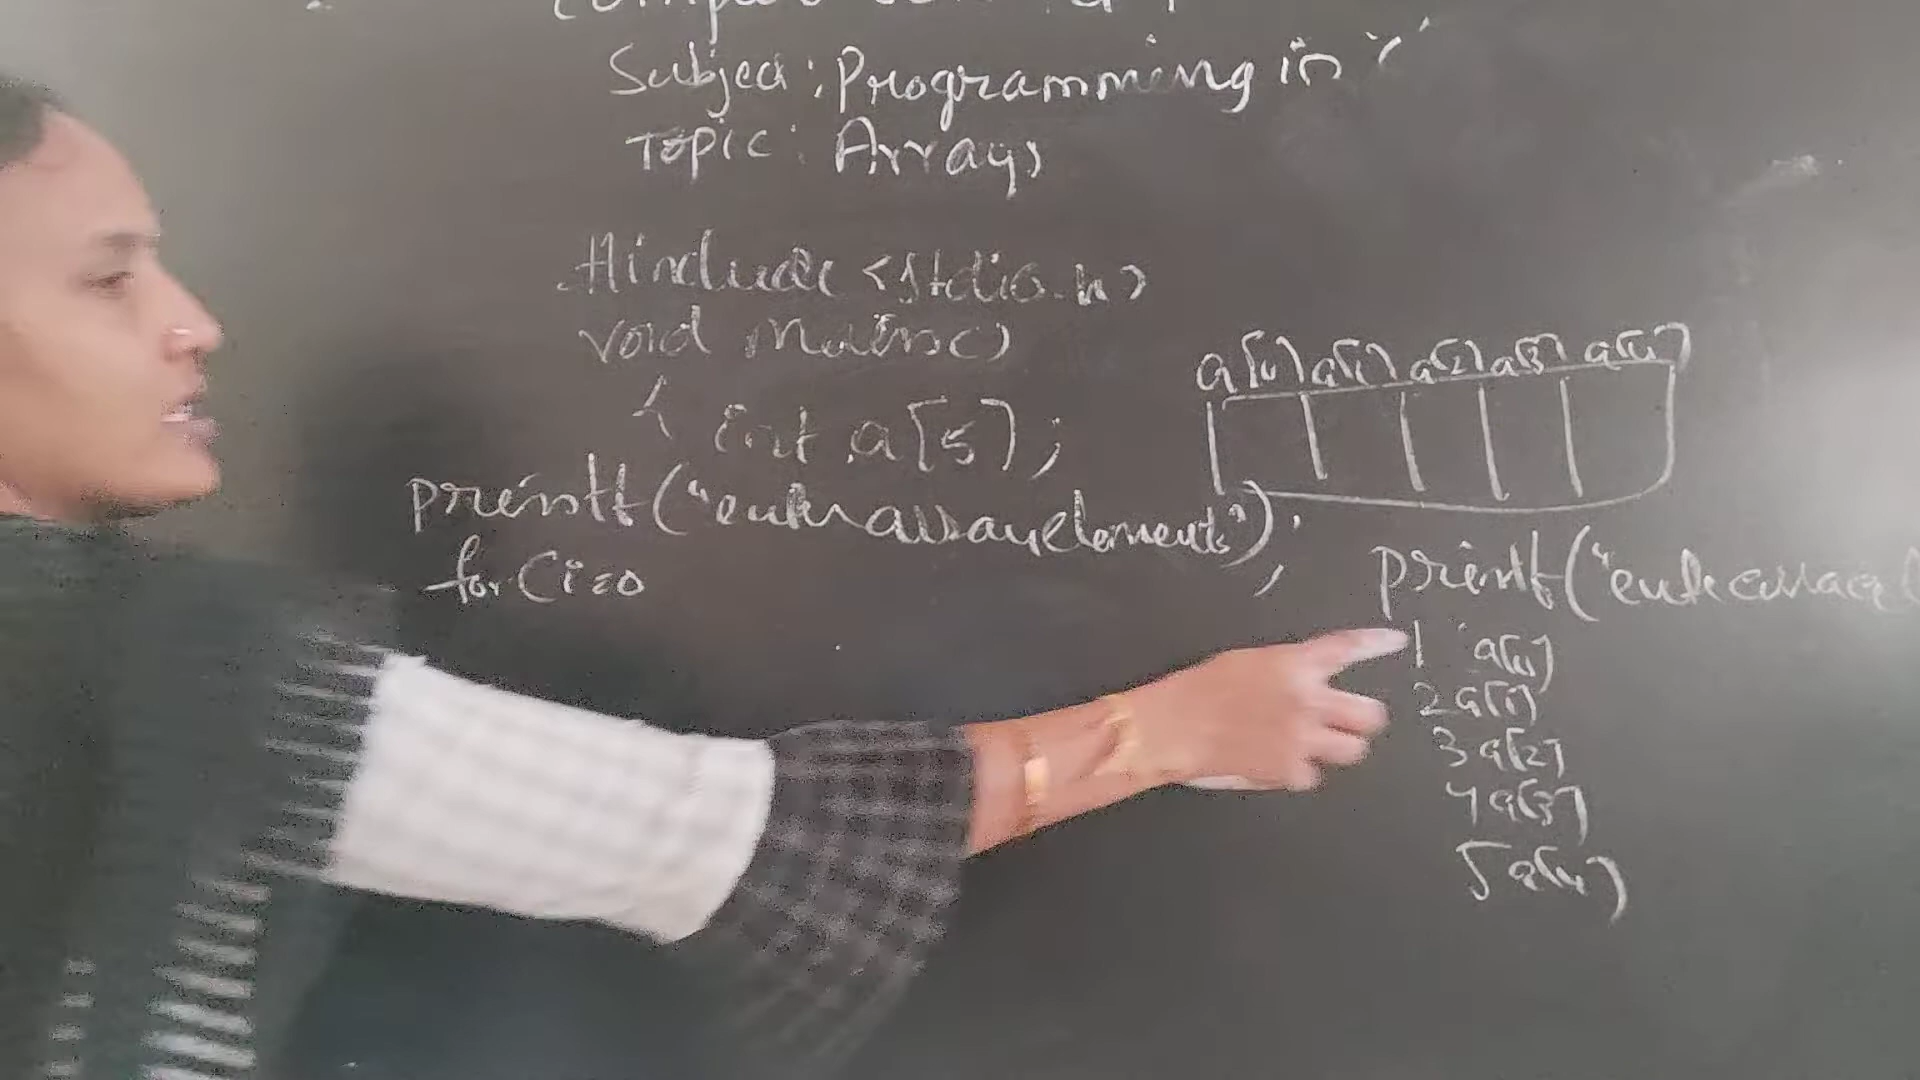 Subject: Programming in 'C'
Topic: Arrays
#include <stdio.h>
void main()
{ int a[5];
printf("enter array elements");
for(i=0
a[0] a[1] a[2] a[3] a[4]
printf("enter array
1 a[0]
2 a[1]
3 a[2]
4 a[3]
5 a[4]